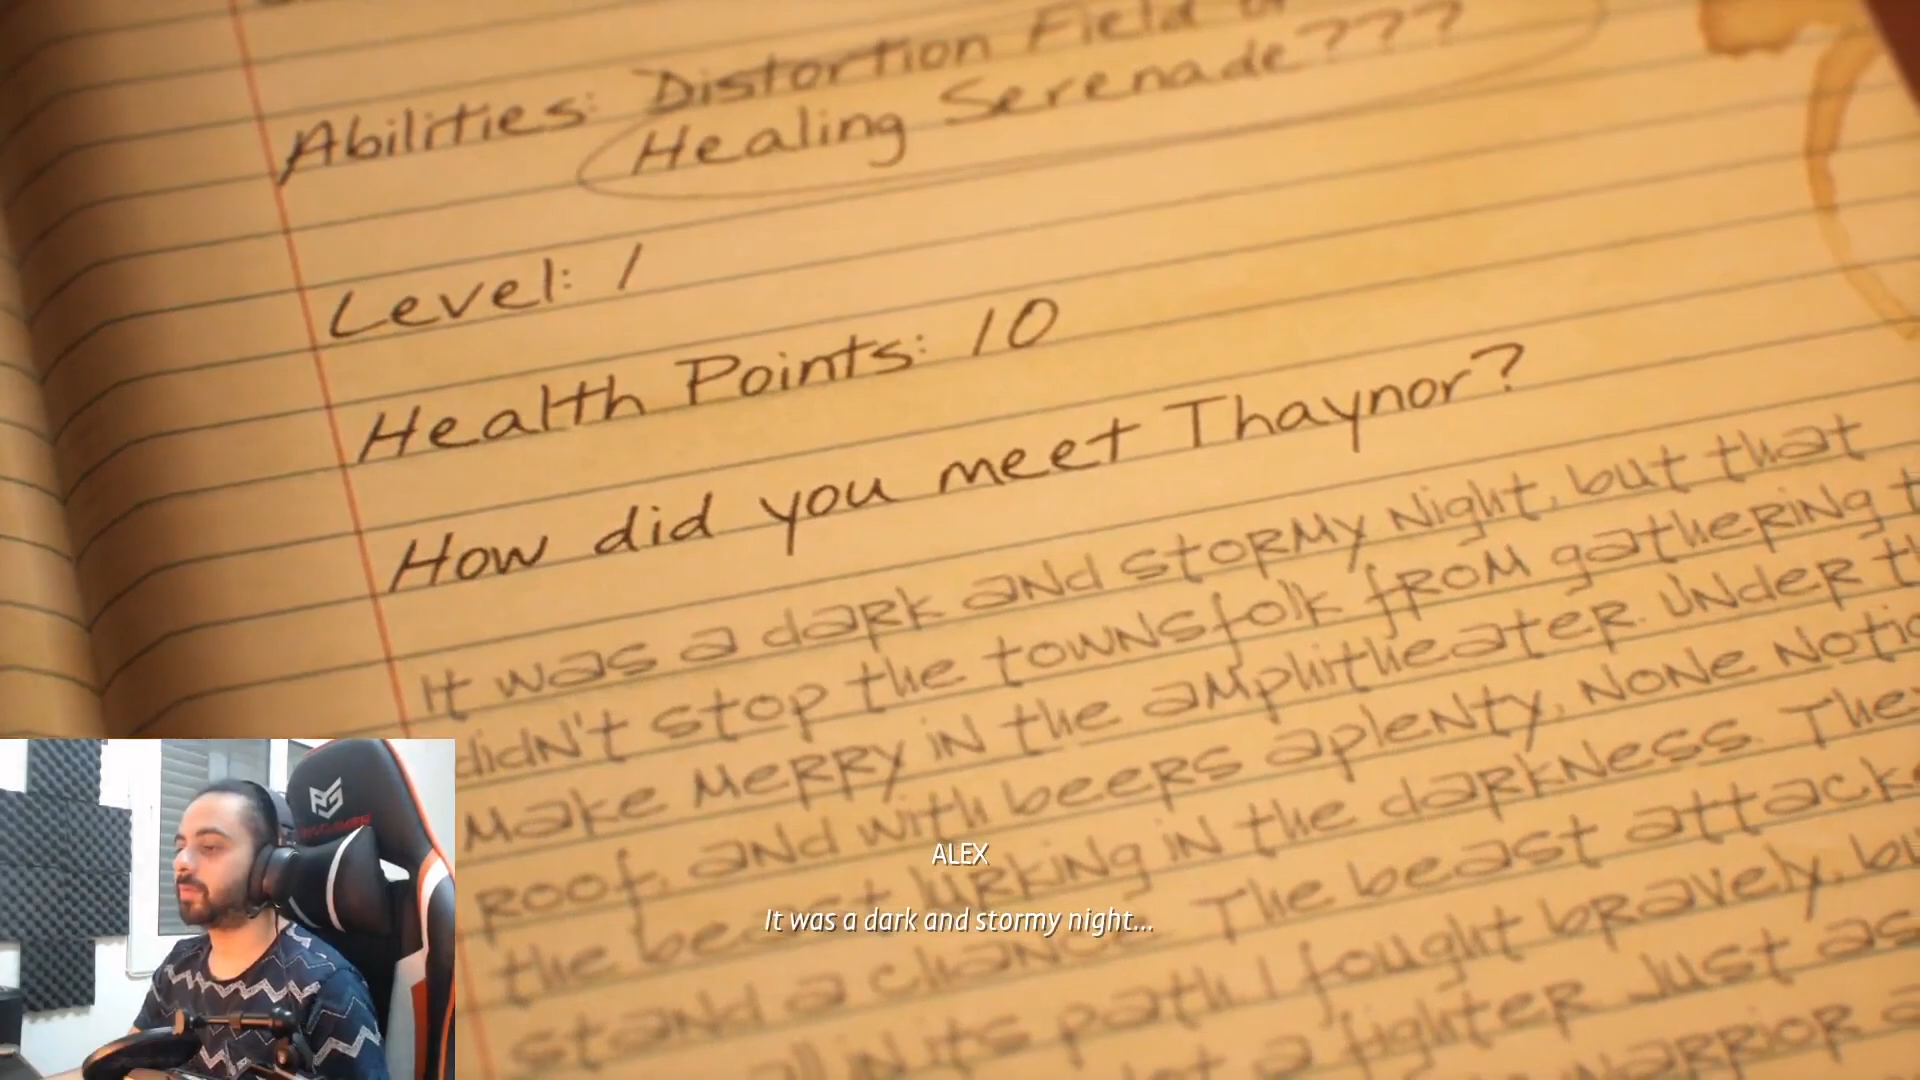 Abilities: Distortion Field or
Healing Serenade???
Level: 1
Health Points: 10
How did you meet Thaynor?
It was a dark and stormy night, but that
didn't stop the townsfolk from gathering
make merry in the amphitheater. Under
roof, and with beers aplenty, none
the beast lurking in the darkness.
stand a chance. The beast
in its path. I fought bravely,
a fighter. Just as
warrior
ALEX
It was a dark and stormy night...